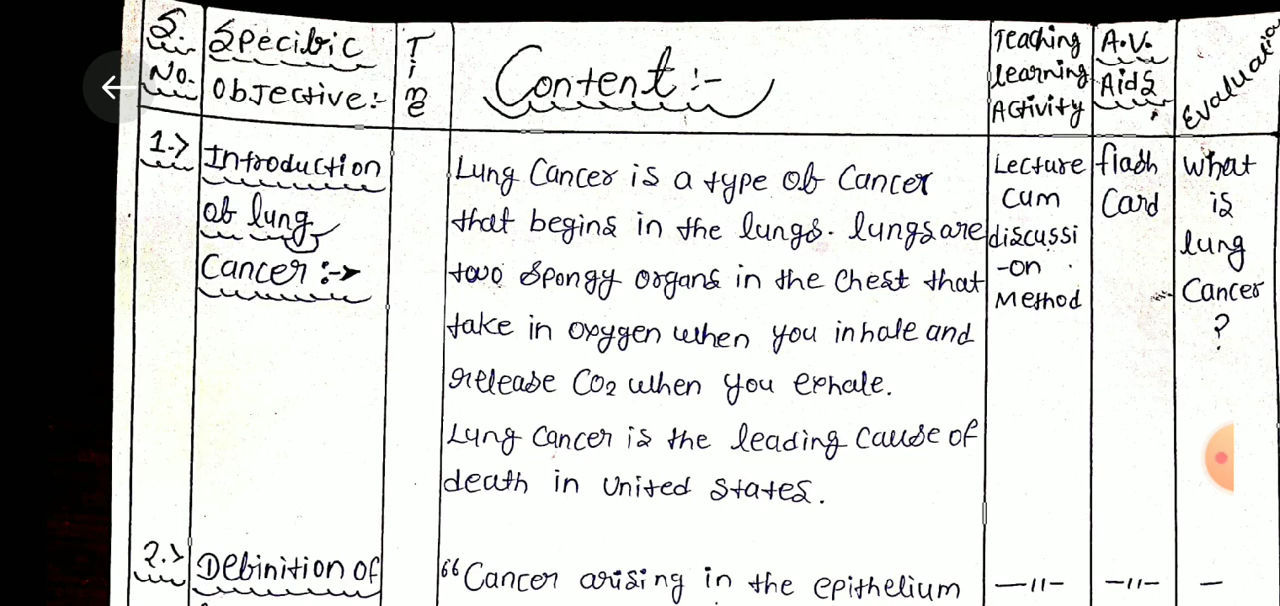 S. No.
Specific Objective:-
Time
Content:-
Teaching Learning Activity
A.V. Aids
Evaluation
1.>
Introduction
of lung
Cancer :->
Lung Cancer is a type of Cancer
that begins in the lungs. lungs are
two spongy organs in the chest that
take in oxygen when you inhale and
release CO2 when you exhale.
Lung Cancer is the leading cause of
death in United States.
Lecture
Cum
discussi
-on
Method
flash
Card
What
is
lung
Cancer
?
2.>
Definition of
"Cancer arising in the epithelium
—11—
—11—
—